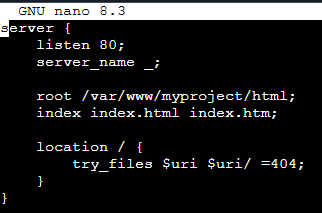 GNU nano 8.3
server {
    listen 80;
    server_name _;

    root /var/www/myproject/html;
    index index.html index.htm;

    location / {
        try_files $uri $uri/ =404;
    }
}